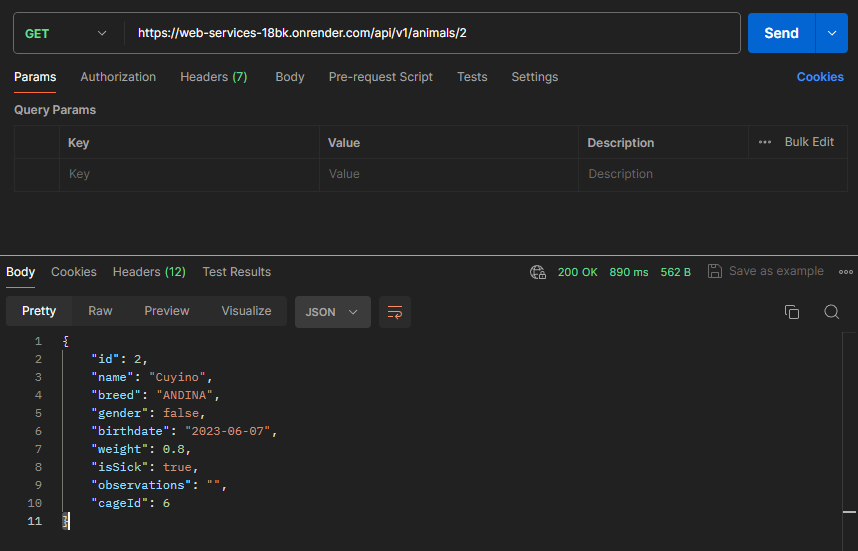 GET https://web-services-18bk.onrender.com/api/v1/animals/2 Send
Params Authorization Headers (7) Body Pre-request Script Tests Settings Cookies
Query Params
Key Value Description ••• Bulk Edit
Key Value Description
Body Cookies Headers (12) Test Results 200 OK 890 ms 562 B Save as example
Pretty Raw Preview Visualize JSON
1 {
2 "id": 2,
3 "name": "Cuyino",
4 "breed": "ANDINA",
5 "gender": false,
6 "birthdate": "2023-06-07",
7 "weight": 0.8,
8 "isSick": true,
9 "observations": "",
10 "cageId": 6
11 }